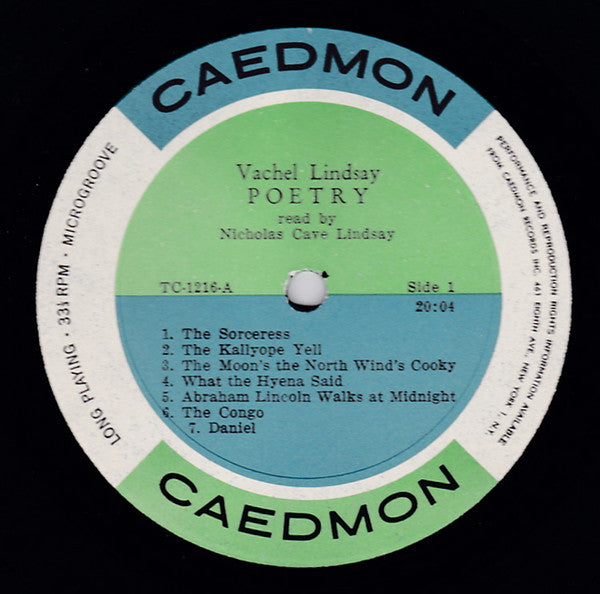 CAEDMON
Vachel Lindsay
POETRY
read by
Nicholas Cave Lindsay
TC-1216-A
Side 1
20:04
1. The Sorceress
2. The Kallyope Yell
3. The Moon's the North Wind's Cooky
4. What the Hyena Said
5. Abraham Lincoln Walks at Midnight
6. The Congo
7. Daniel
LONG PLAYING · 33⅓ RPM · MICROGROOVE
PERFORMANCE AND REPRODUCTION RIGHTS INFORMATION AVAILABLE
FROM CAEDMON RECORDS INC. 461 EIGHTH AVE., NEW YORK 1, N.Y.
CAEDMON